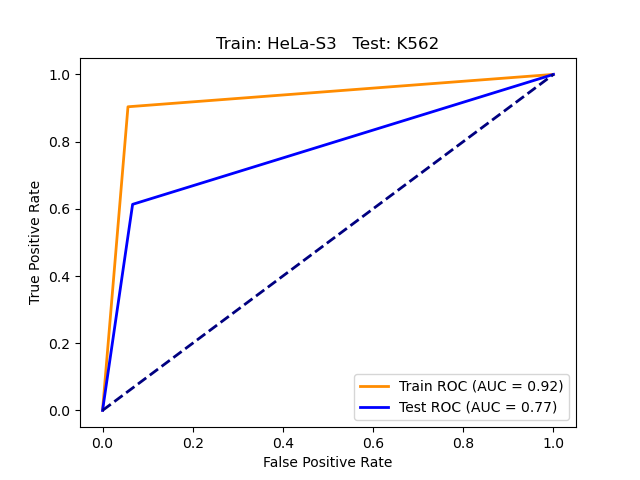 Train: HeLa-S3   Test: K562
True Positive Rate
1.0
0.8
0.6
0.4
0.2
0.0
0.0 0.2 0.4 0.6 0.8 1.0
False Positive Rate
Train ROC (AUC = 0.92)
Test ROC (AUC = 0.77)